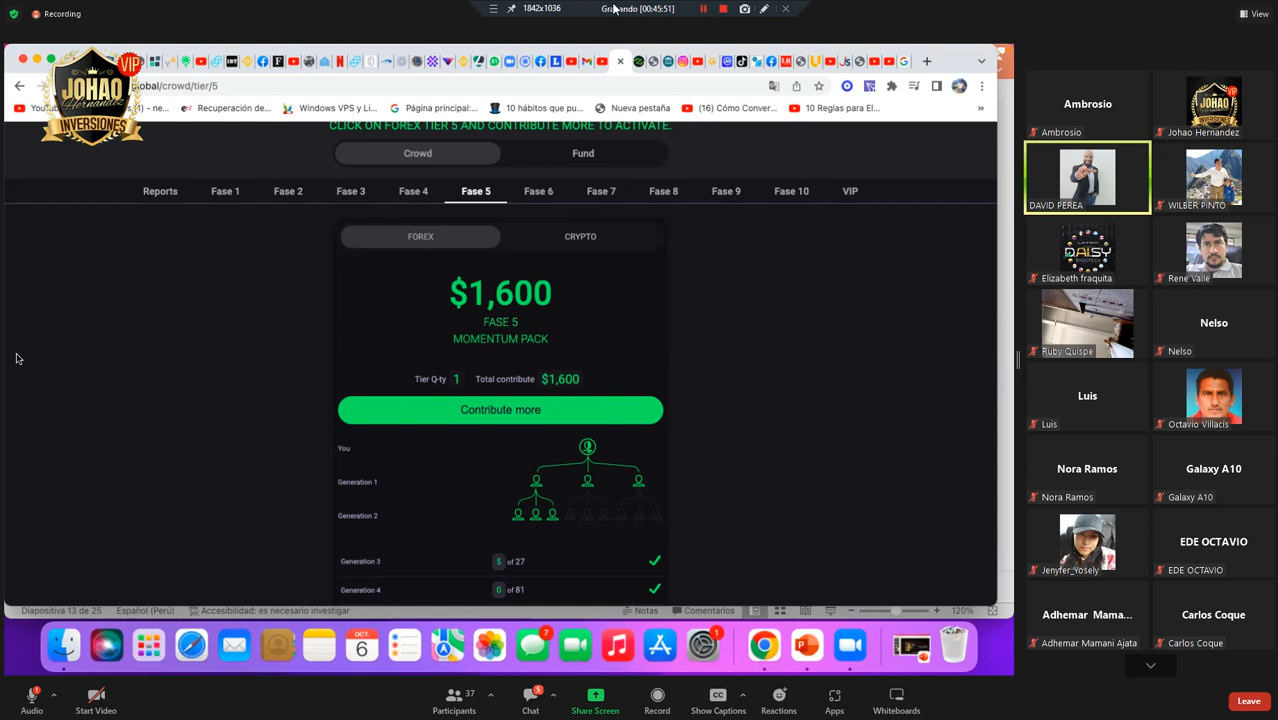 Recording
1842x1036
Grabando [00:45:51]
View
JOHAO
VIP
HERNANDEZ
INVERSIONES
lobal/crowd/tier/5
Recuperación de...
Windows VPS y Li...
Página principal:...
10 hábitos que pu...
Nueva pestaña
(16) Cómo Conver...
10 Reglas para El...
»
CLICK ON FOREX TIER 5 AND CONTRIBUTE MORE TO ACTIVATE.
Crowd
Fund
Reports
Fase 1
Fase 2
Fase 3
Fase 4
Fase 5
Fase 6
Fase 7
Fase 8
Fase 9
Fase 10
VIP
FOREX
CRYPTO
$1,600
FASE 5
MOMENTUM PACK
Tier Q-ty 1 Total contribute $1,600
Contribute more
You
Generation 1
Generation 2
Generation 3 5 of 27
Generation 4 0 of 81
Diapositiva 13 de 25
Español (Perú)
Accesibilidad: es necesario investigar
Notas
Comentarios
120%
OCT.
6
7
1
Ambrosio
Ambrosio
Johao Hernandez
DAVID PEREA
WILBER PINTO
DAISY
Elizabeth fraquita
Rene Valle
Ruby Quispe
Nelso
Nelso
Luis
Luis
Octavio Villacis
Nora Ramos
Nora Ramos
Galaxy A10
Galaxy A10
Jenyfer_Yosely
EDE OCTAVIO
EDE OCTAVIO
Adhemar Mama...
Adhemar Mamani Ajata
Carlos Coque
Carlos Coque
Audio
Start Video
37
Participants
5
Chat
Share Screen
Record
CC
Show Captions
Reactions
Apps
Whiteboards
Leave